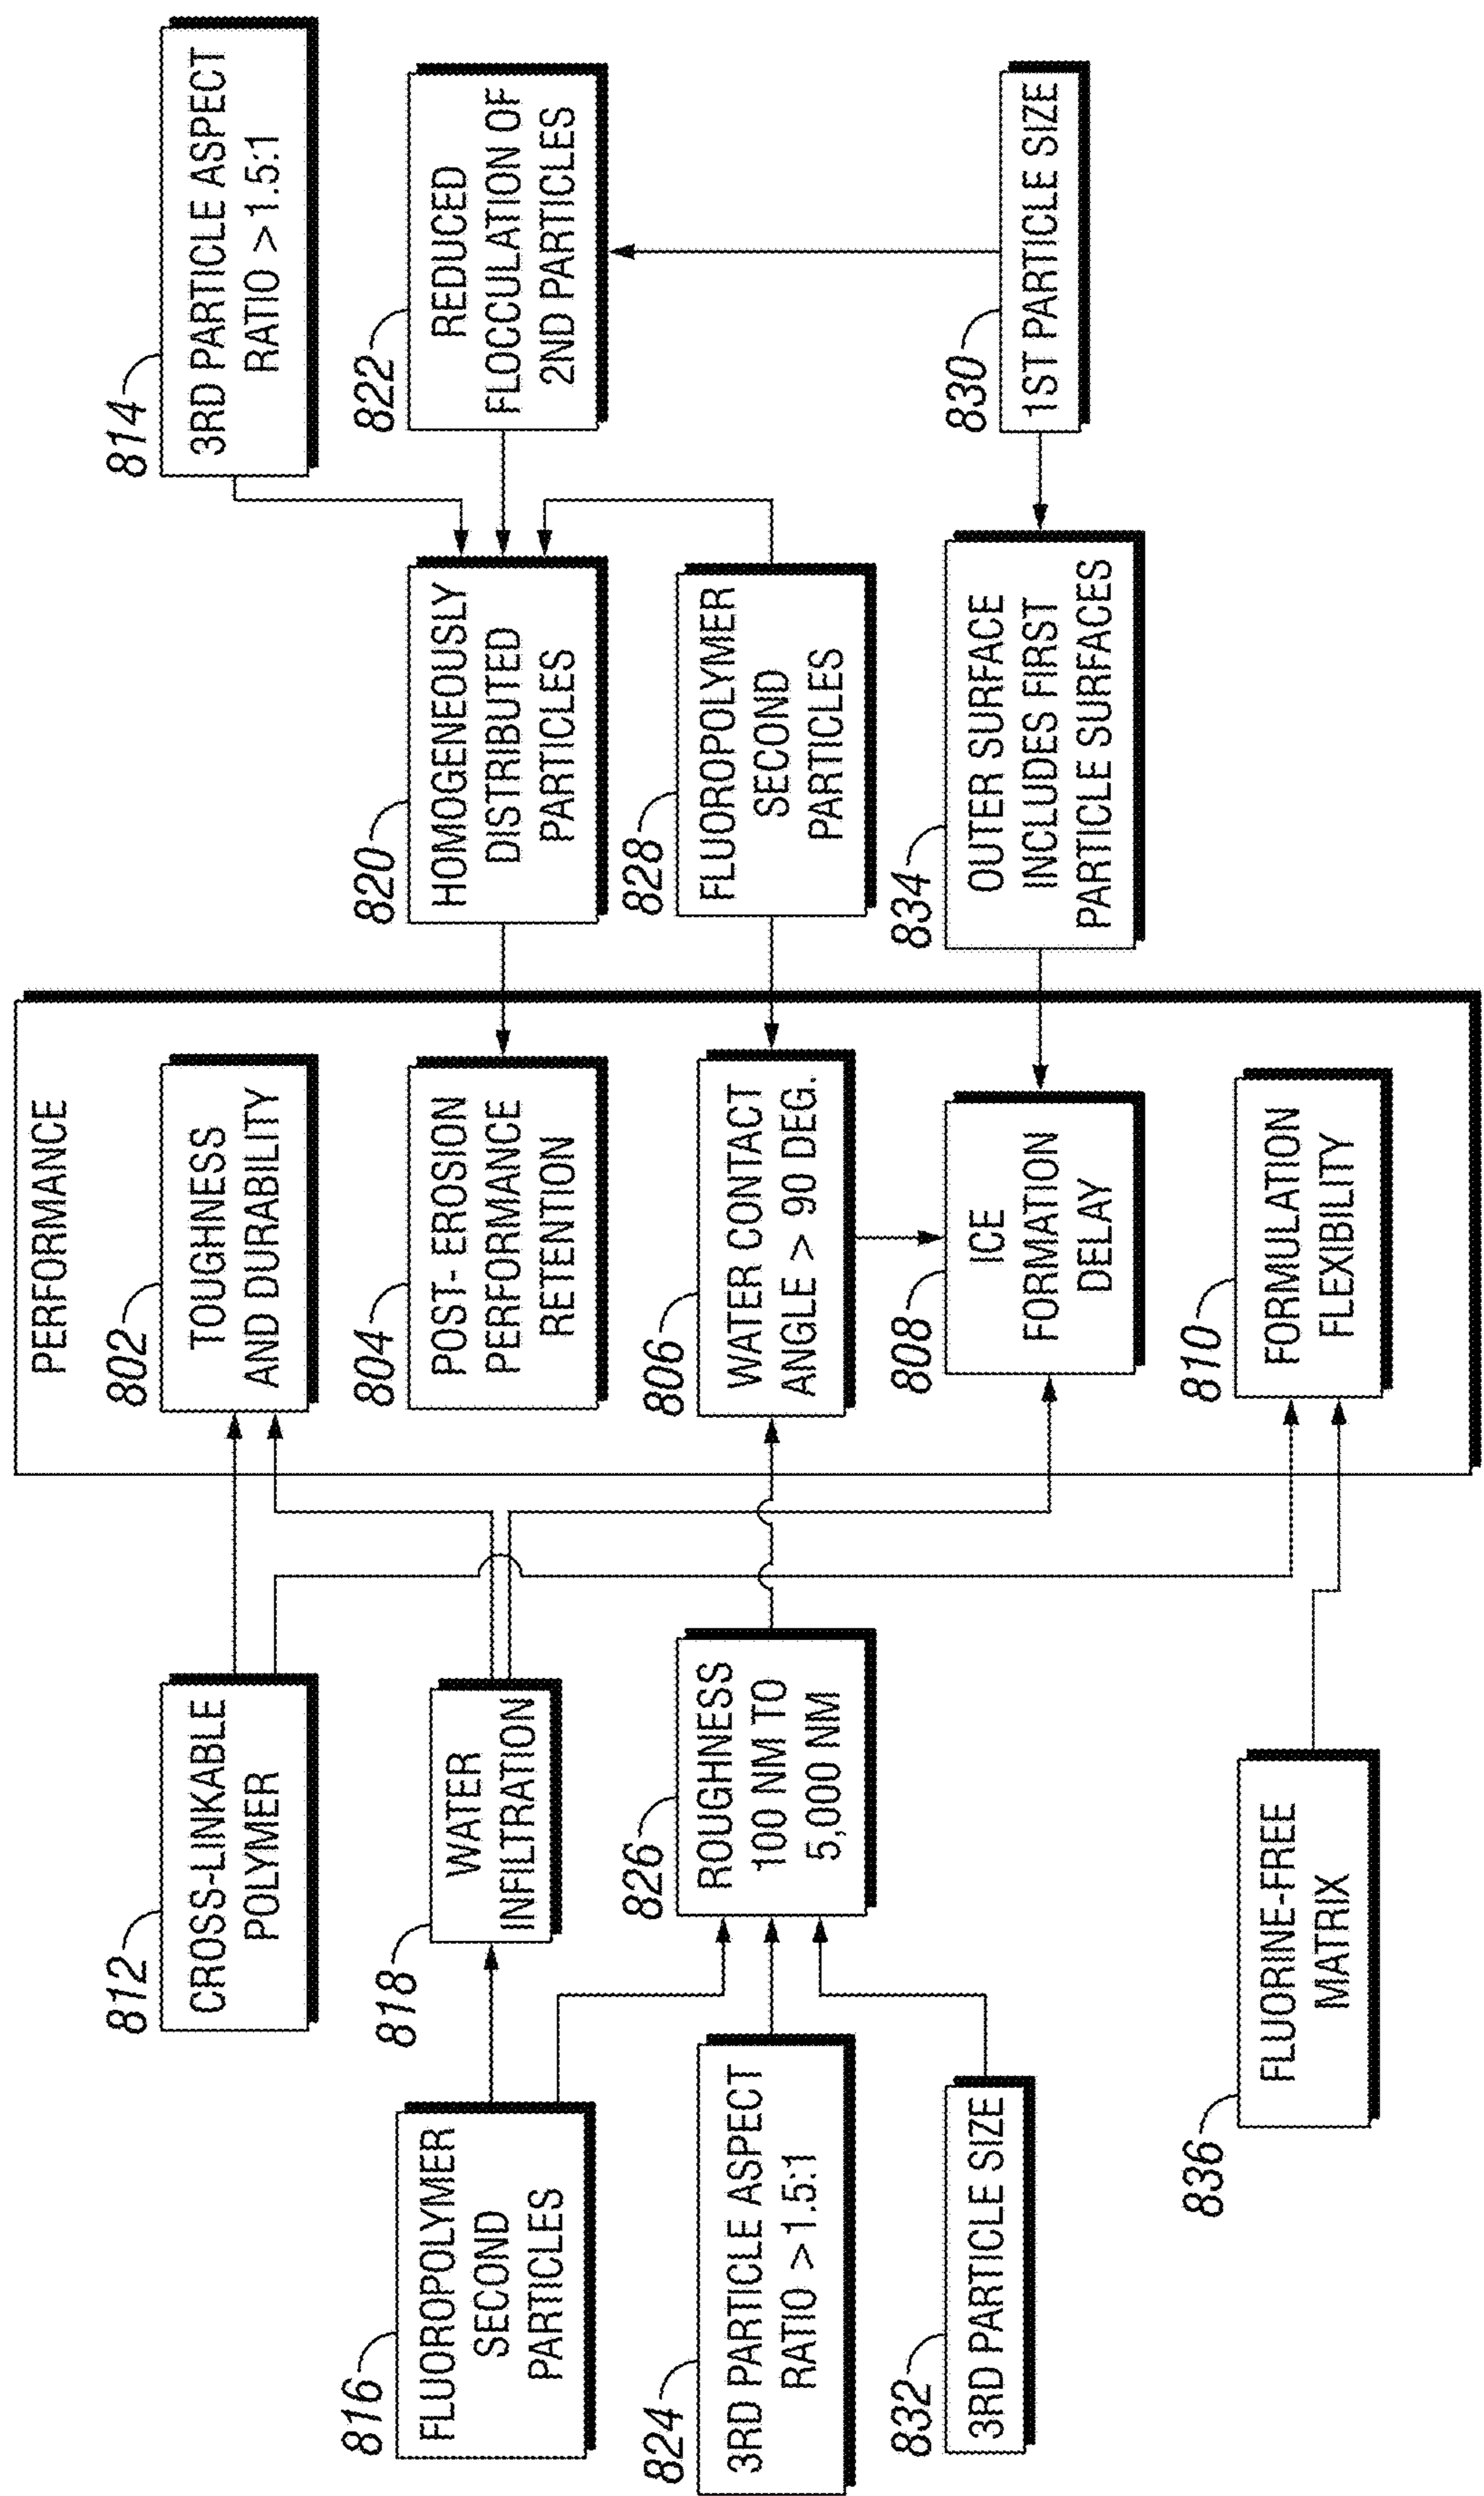 PERFORMANCE
812
CROSS-LINKABLE
POLYMER
802
TOUGHNESS
AND DURABILITY
814
3RD PARTICLE ASPECT
RATIO > 1.5:1
816
FLUOROPOLYMER
SECOND
PARTICLES
818
WATER
INFILTRATION
804
POST- EROSION
PERFORMANCE
RETENTION
820
HOMOGENEOUSLY
DISTRIBUTED
PARTICLES
822
REDUCED
FLOCCULATION OF
2ND PARTICLES
824
3RD PARTICLE ASPECT
RATIO > 1.5:1
826
ROUGHNESS
100 NM TO
5,000 NM
806
WATER CONTACT
ANGLE > 90 DEG.
828
FLUOROPOLYMER
SECOND
PARTICLES
832
3RD PARTICLE SIZE
808
ICE
FORMATION
DELAY
834
OUTER SURFACE
INCLUDES FIRST
PARTICLE SURFACES
830
1ST PARTICLE SIZE
836
FLUORINE-FREE
MATRIX
810
FORMULATION
FLEXIBILITY